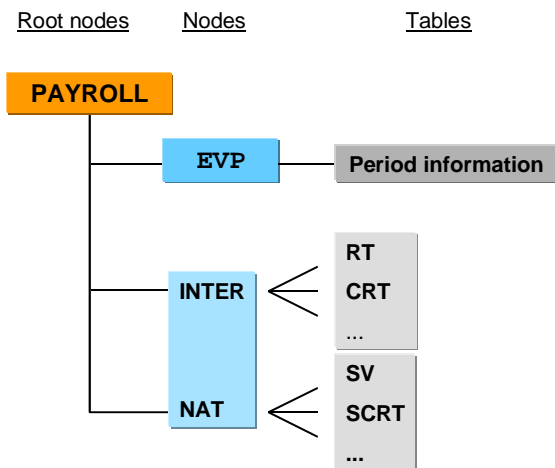 Root nodes Nodes Tables
PAYROLL
EVP Period information
RT
INTER CRT
...
SV
NAT SCRT
...